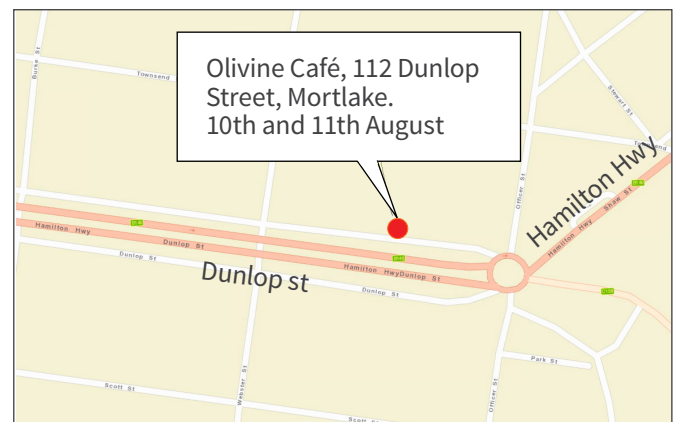 Burke St
Townsend
Olivine Café, 112 Dunlop
Street, Mortlake.
10th and 11th August
Stewart St
Townsend
Hamilton Hwy
Officer St
Shaw St
Hamilton Hwy
Hamilton Hwy
Dunlop St
Dunlop St
Hamilton HwyDunlop St
Dunlop st
Dunlop St
Park St
Scott St
Webster St
Officer St
Scott St